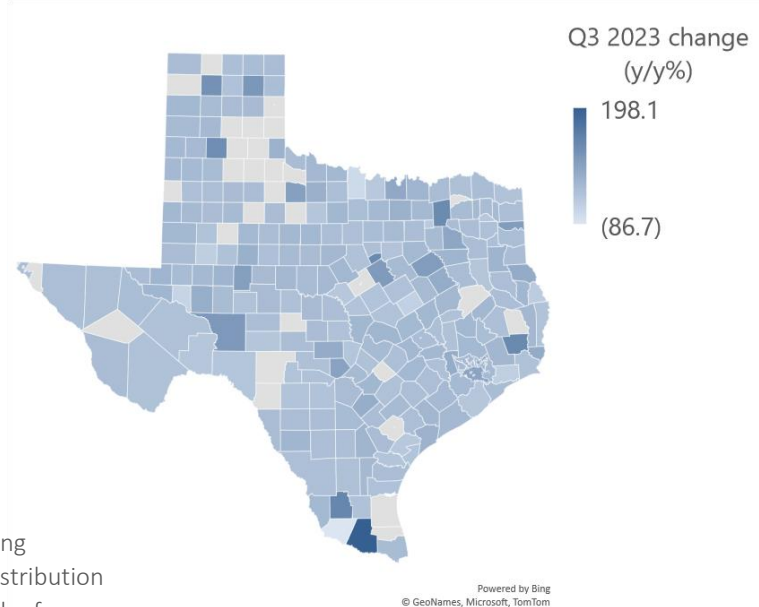 Q3 2023 change
(y/y%)
198.1
(86.7)
ng
stribution
Powered by Bing
© GeoNames, Microsoft, TomTom